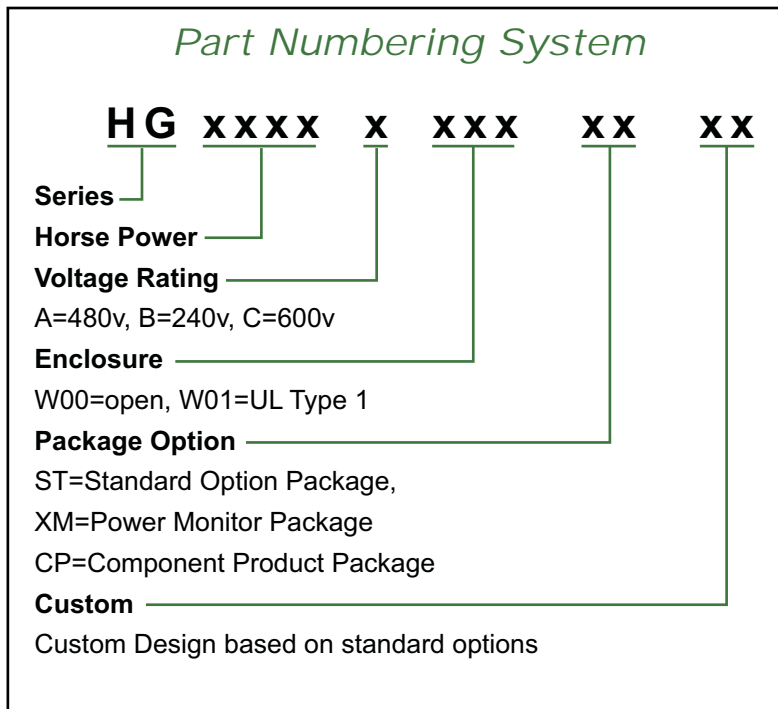 Part Numbering System
HG xxxx x xxx xx xx
Series
Horse Power
Voltage Rating
A=480v, B=240v, C=600v
Enclosure
W00=open, W01=UL Type 1
Package Option
ST=Standard Option Package,
XM=Power Monitor Package
CP=Component Product Package
Custom
Custom Design based on standard options